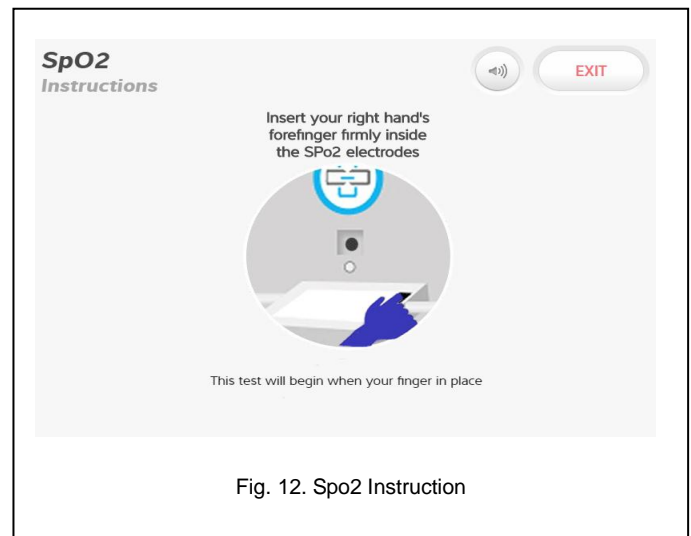 SpO2
Instructions
EXIT
Insert your right hand's
forefinger firmly inside
the SPo2 electrodes
This test will begin when your finger in place
Fig. 12. Spo2 Instruction